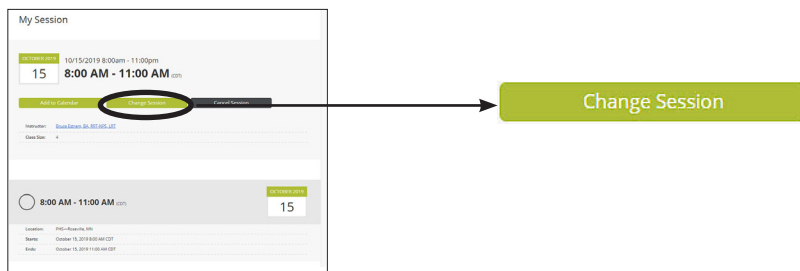 My Session
OCTOBER 2019
15
10/15/2019 8:00am - 11:00pm
8:00 AM - 11:00 AM (CDT)
Add to Calendar
Change Session
Cancel Session
Change Session
Instructor:
Class Size: 4
8:00 AM - 11:00 AM (CDT)
OCTOBER 2019
15
Location: Roseville, MN
Starts: October 15, 2019 8:00 AM CDT
Ends: October 15, 2019 11:00 AM CDT